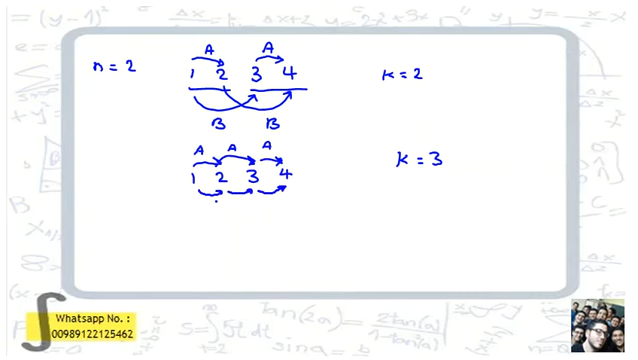 A A
n = 2 1 2 3 4 k = 2
B B
A A A
1 2 3 4 k = 3
Whatsapp No. :
00989122125462